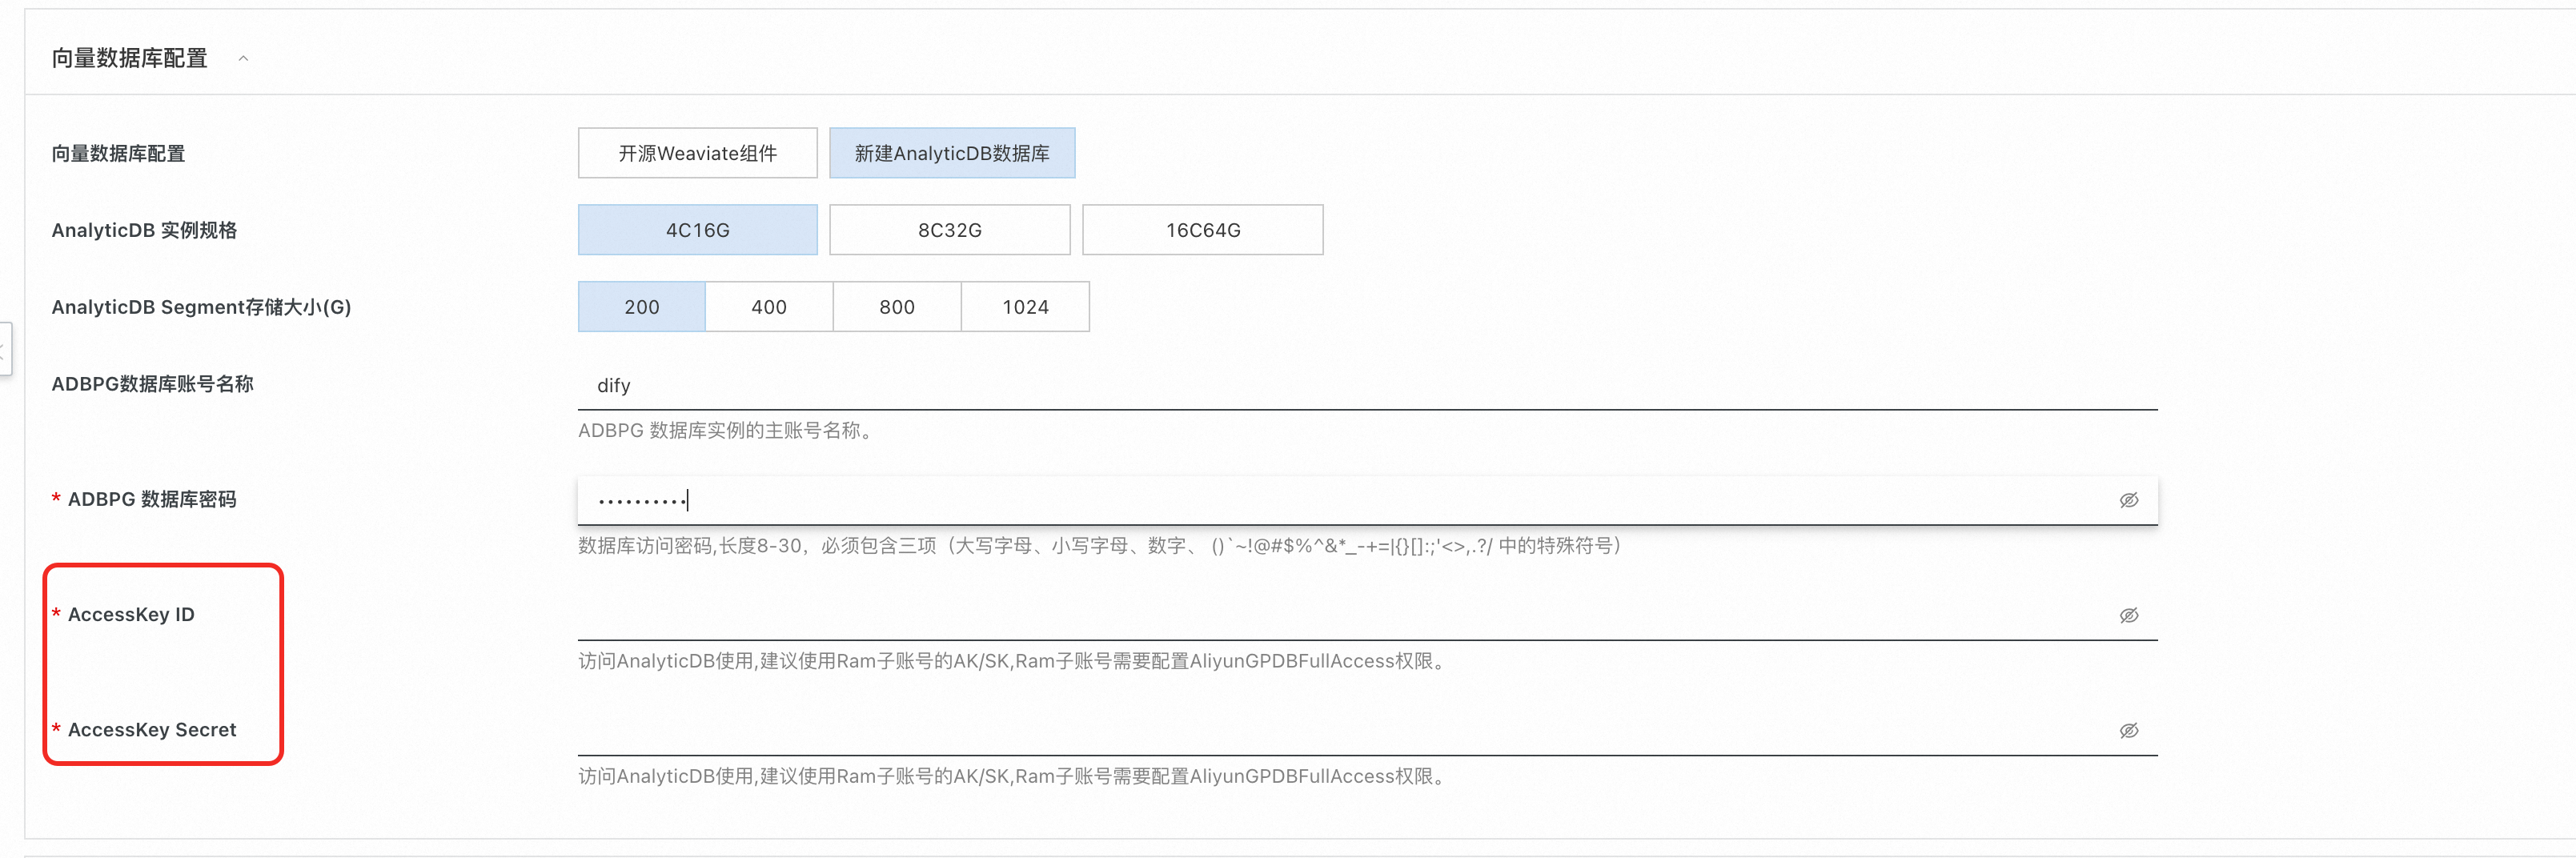 向量数据库配置
向量数据库配置 开源Weaviate组件 新建AnalyticDB数据库
AnalyticDB 实例规格 4C16G 8C32G 16C64G
AnalyticDB Segment存储大小(G) 200 400 800 1024
ADBPG数据库账号名称 dify
ADBPG 数据库实例的主账号名称。
* ADBPG 数据库密码 ••••••••••
数据库访问密码,长度8-30，必须包含三项（大写字母、小写字母、数字、 ()`~!@#$%^&*_-+=|{}[]:;'<>,.?/ 中的特殊符号）
* AccessKey ID
访问AnalyticDB使用,建议使用Ram子账号的AK/SK,Ram子账号需要配置AliyunGPDBFullAccess权限。
* AccessKey Secret
访问AnalyticDB使用,建议使用Ram子账号的AK/SK,Ram子账号需要配置AliyunGPDBFullAccess权限。